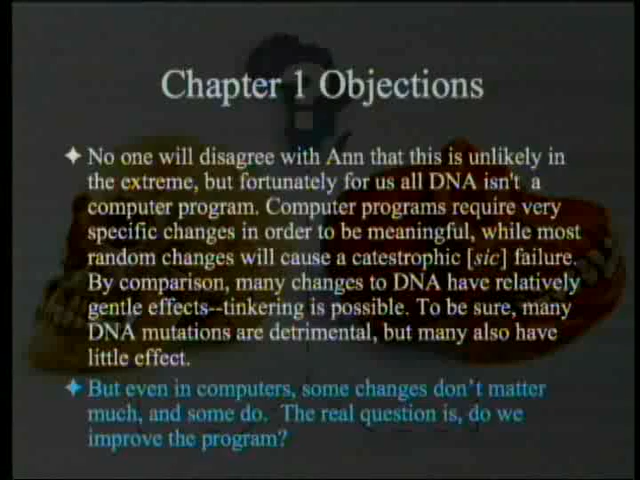 Chapter 1 Objections
No one will disagree with Ann that this is unlikely in
the extreme, but fortunately for us all DNA isn't a
computer program. Computer programs require very
specific changes in order to be meaningful, while most
random changes will cause a catestrophic [sic] failure.
By comparison, many changes to DNA have relatively
gentle effects--tinkering is possible. To be sure, many
DNA mutations are detrimental, but many also have
little effect.
But even in computers, some changes don't matter
much, and some do. The real question is, do we
improve the program?